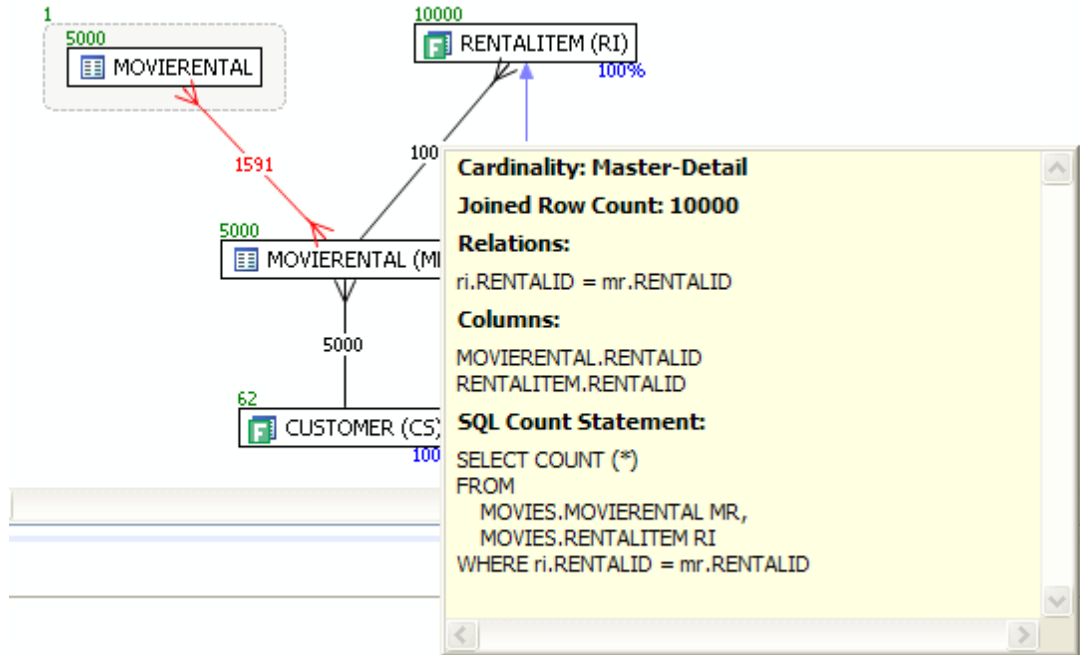 1
5000
MOVIERENTAL
10000
RENTALITEM (RI)
100%
1591
100
5000
MOVIERENTAL (M
5000
62
CUSTOMER (CS)
100
Cardinality: Master-Detail
Joined Row Count: 10000
Relations:
ri.RENTALID = mr.RENTALID
Columns:
MOVIERENTAL.RENTALID
RENTALITEM.RENTALID
SQL Count Statement:
SELECT COUNT (*)
FROM
MOVIES.MOVIERENTAL MR,
MOVIES.RENTALITEM RI
WHERE ri.RENTALID = mr.RENTALID